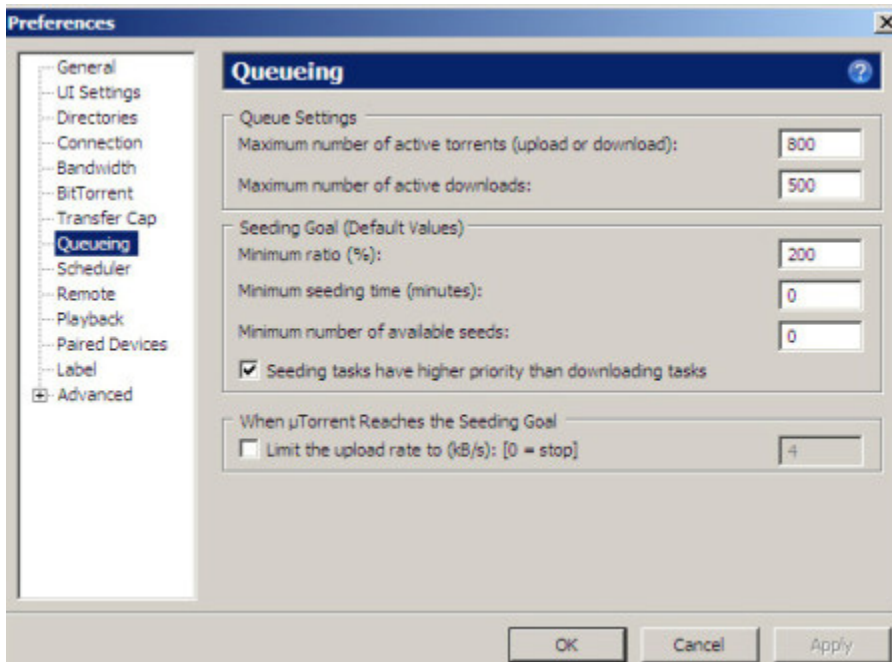 Preferences
General
UI Settings
Directories
Connection
Bandwidth
BitTorrent
Transfer Cap
Queueing
Scheduler
Remote
Playback
Paired Devices
Label
Advanced
Queueing
Queue Settings
Maximum number of active torrents (upload or download): 800
Maximum number of active downloads: 500
Seeding Goal (Default Values)
Minimum ratio (%): 200
Minimum seeding time (minutes): 0
Minimum number of available seeds: 0
Seeding tasks have higher priority than downloading tasks
When µTorrent Reaches the Seeding Goal
Limit the upload rate to (kB/s): [0 = stop] 4
OK Cancel Apply